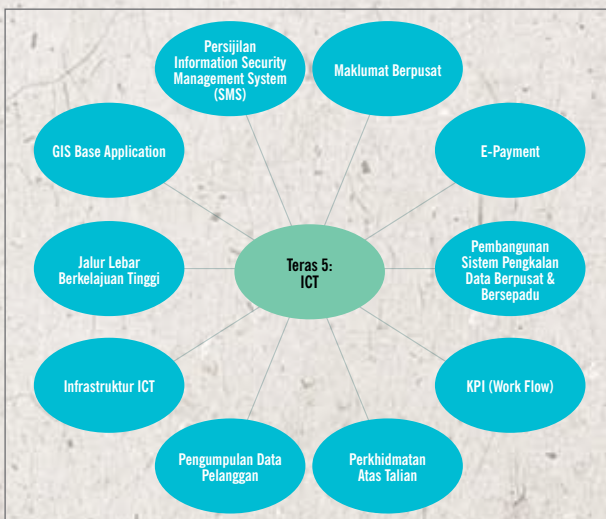 Persijilan
Information Security
Management System
(SMS)
Maklumat Berpusat
GIS Base Application
E-Payment
Jalur Lebar
Berkelajuan Tinggi
Teras 5:
ICT
Pembangunan
Sistem Pengkalan
Data Berpusat &
Bersepadu
Infrastruktur ICT
KPI (Work Flow)
Pengumpulan Data
Pelanggan
Perkhidmatan
Atas Talian